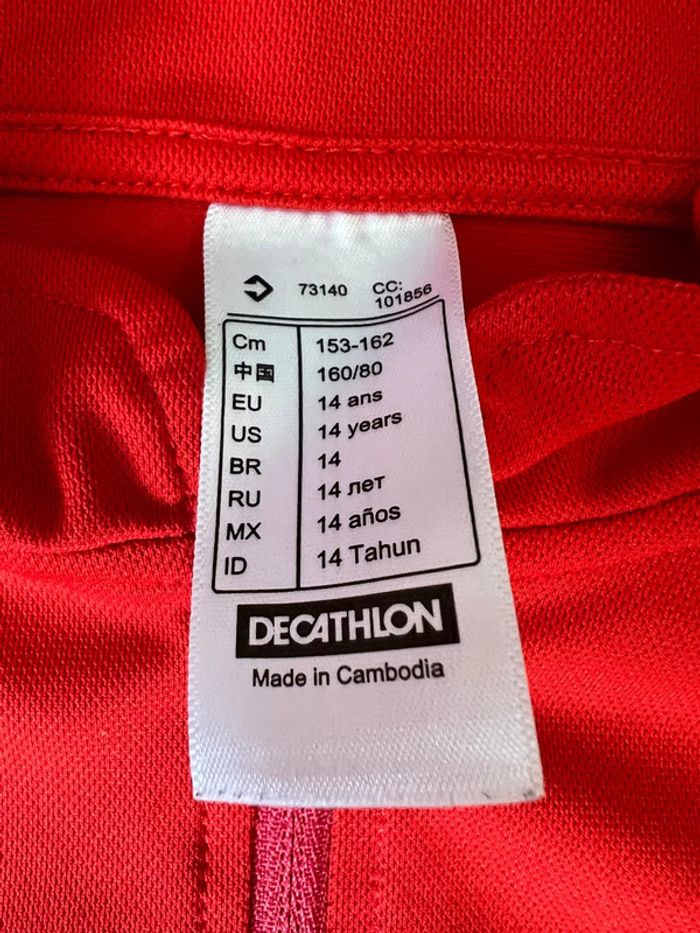 73140 CC: 101856
Cm 153-162
中国 160/80
EU 14 ans
US 14 years
BR 14
RU 14 лет
MX 14 años
ID 14 Tahun
DECATHLON
Made in Cambodia